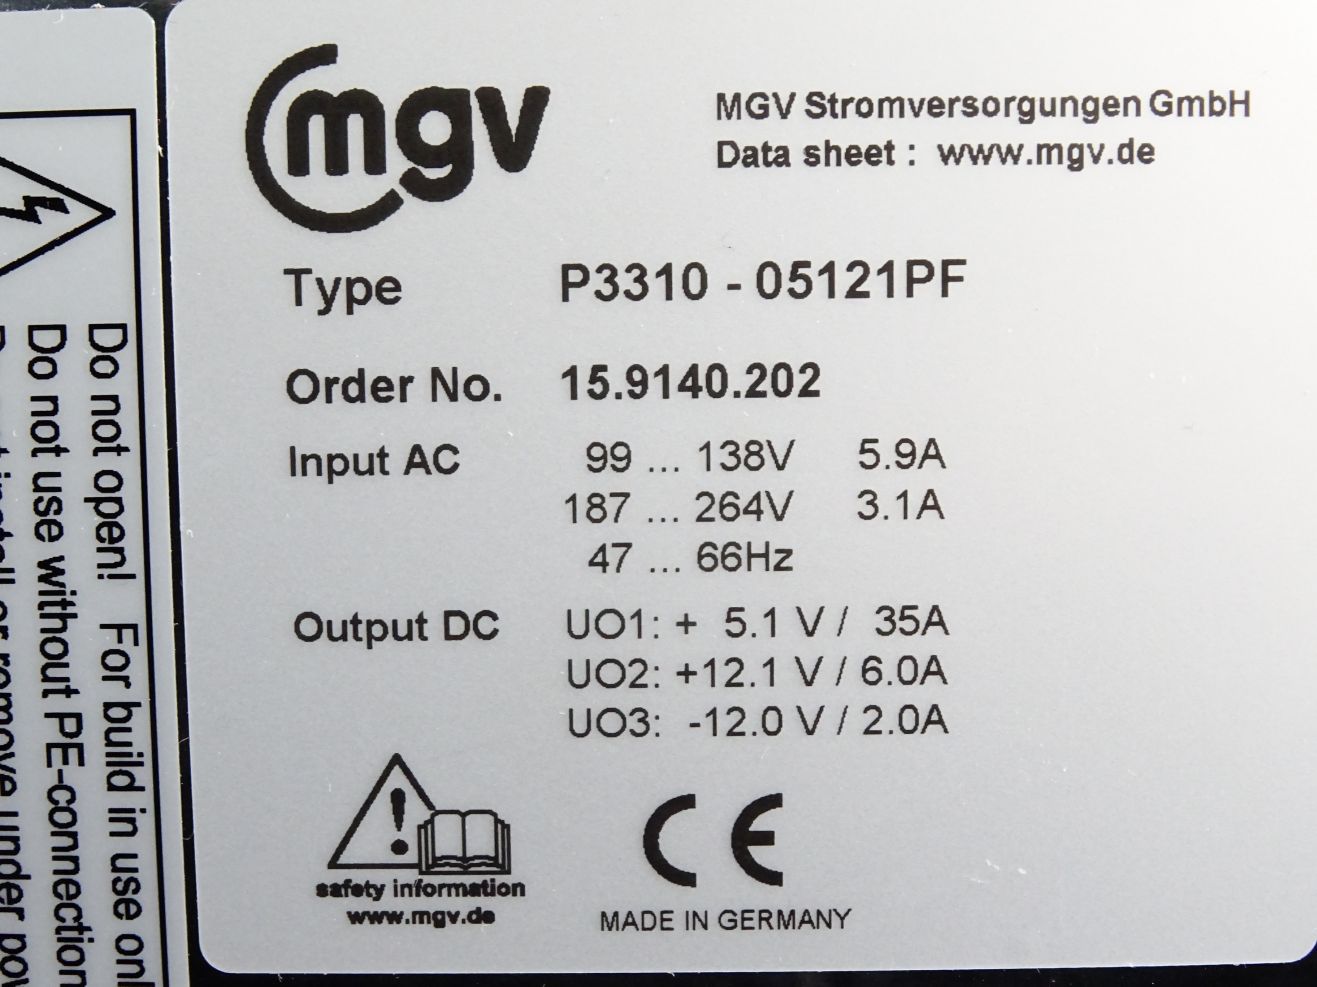 mgv
MGV Stromversorgungen GmbH
Data sheet : www.mgv.de
Type P3310 - 05121PF
Order No. 15.9140.202
Input AC 99 ... 138V 5.9A
187 ... 264V 3.1A
47 ... 66Hz
Output DC UO1: + 5.1 V / 35A
UO2: +12.1 V / 6.0A
UO3: -12.0 V / 2.0A
safety information
www.mgv.de
CE
MADE IN GERMANY
Do not open! For build in use
Do not use without PE-connection
or remove under